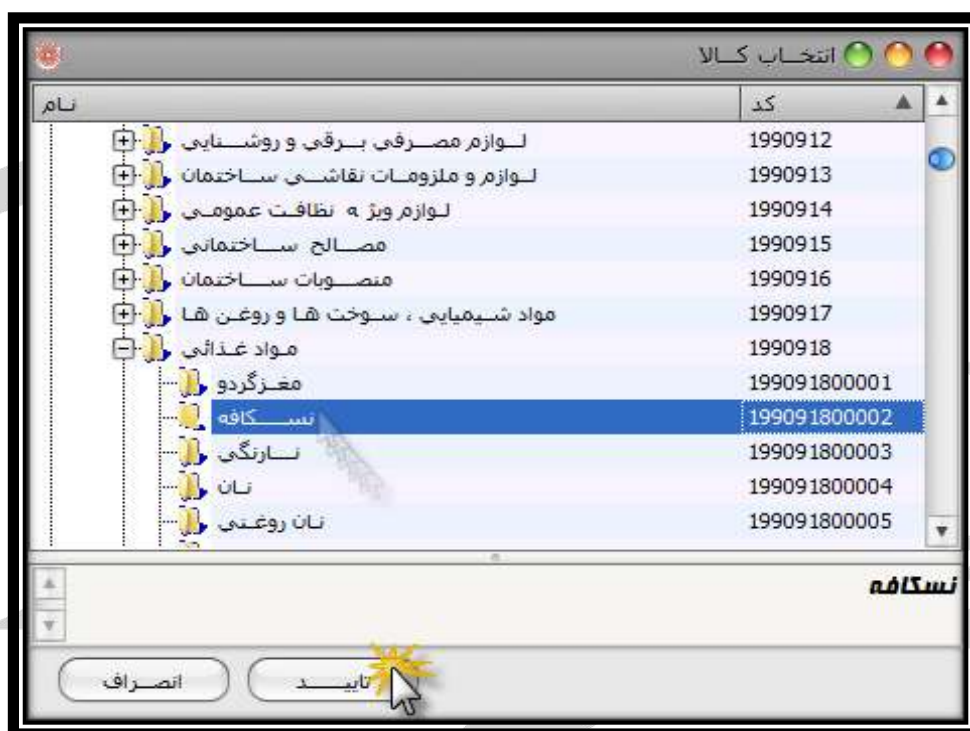 انتخاب کالا
کد نام
1990912 لوازم مصرفی برقی و روشنایی
1990913 لوازم و ملزومات نقاشی ساختمان
1990914 لوازم ویژ ه نظافت عمومی
1990915 مصالح ساختمانی
1990916 منصوبات ساختمان
1990917 مواد شیمیایی ، سوخت ها و روغن ها
1990918 مواد غذائی
199091800001 مغزگردو
199091800002 نسکافه
199091800003 نارنگی
199091800004 نان
199091800005 نان روغنی
نسکافه
تایید انصراف